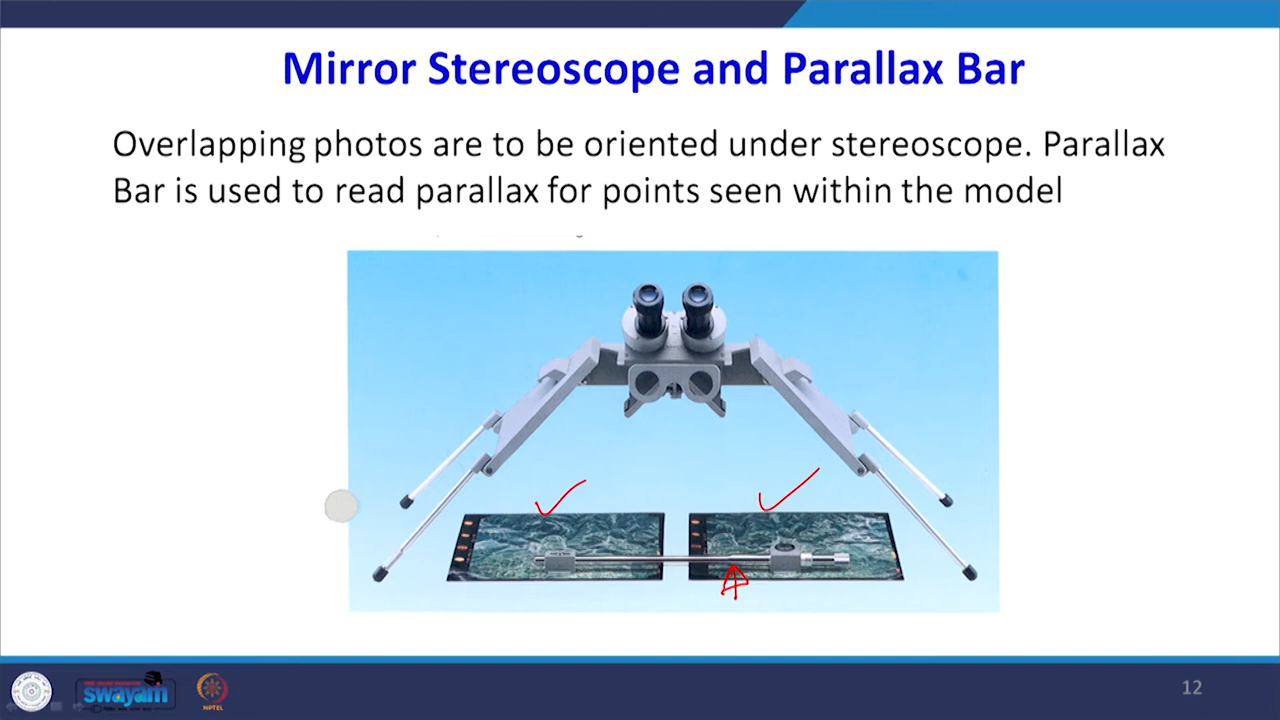 Mirror Stereoscope and Parallax Bar
Overlapping photos are to be oriented under stereoscope. Parallax
Bar is used to read parallax for points seen within the model
swayam
NPTEL
12